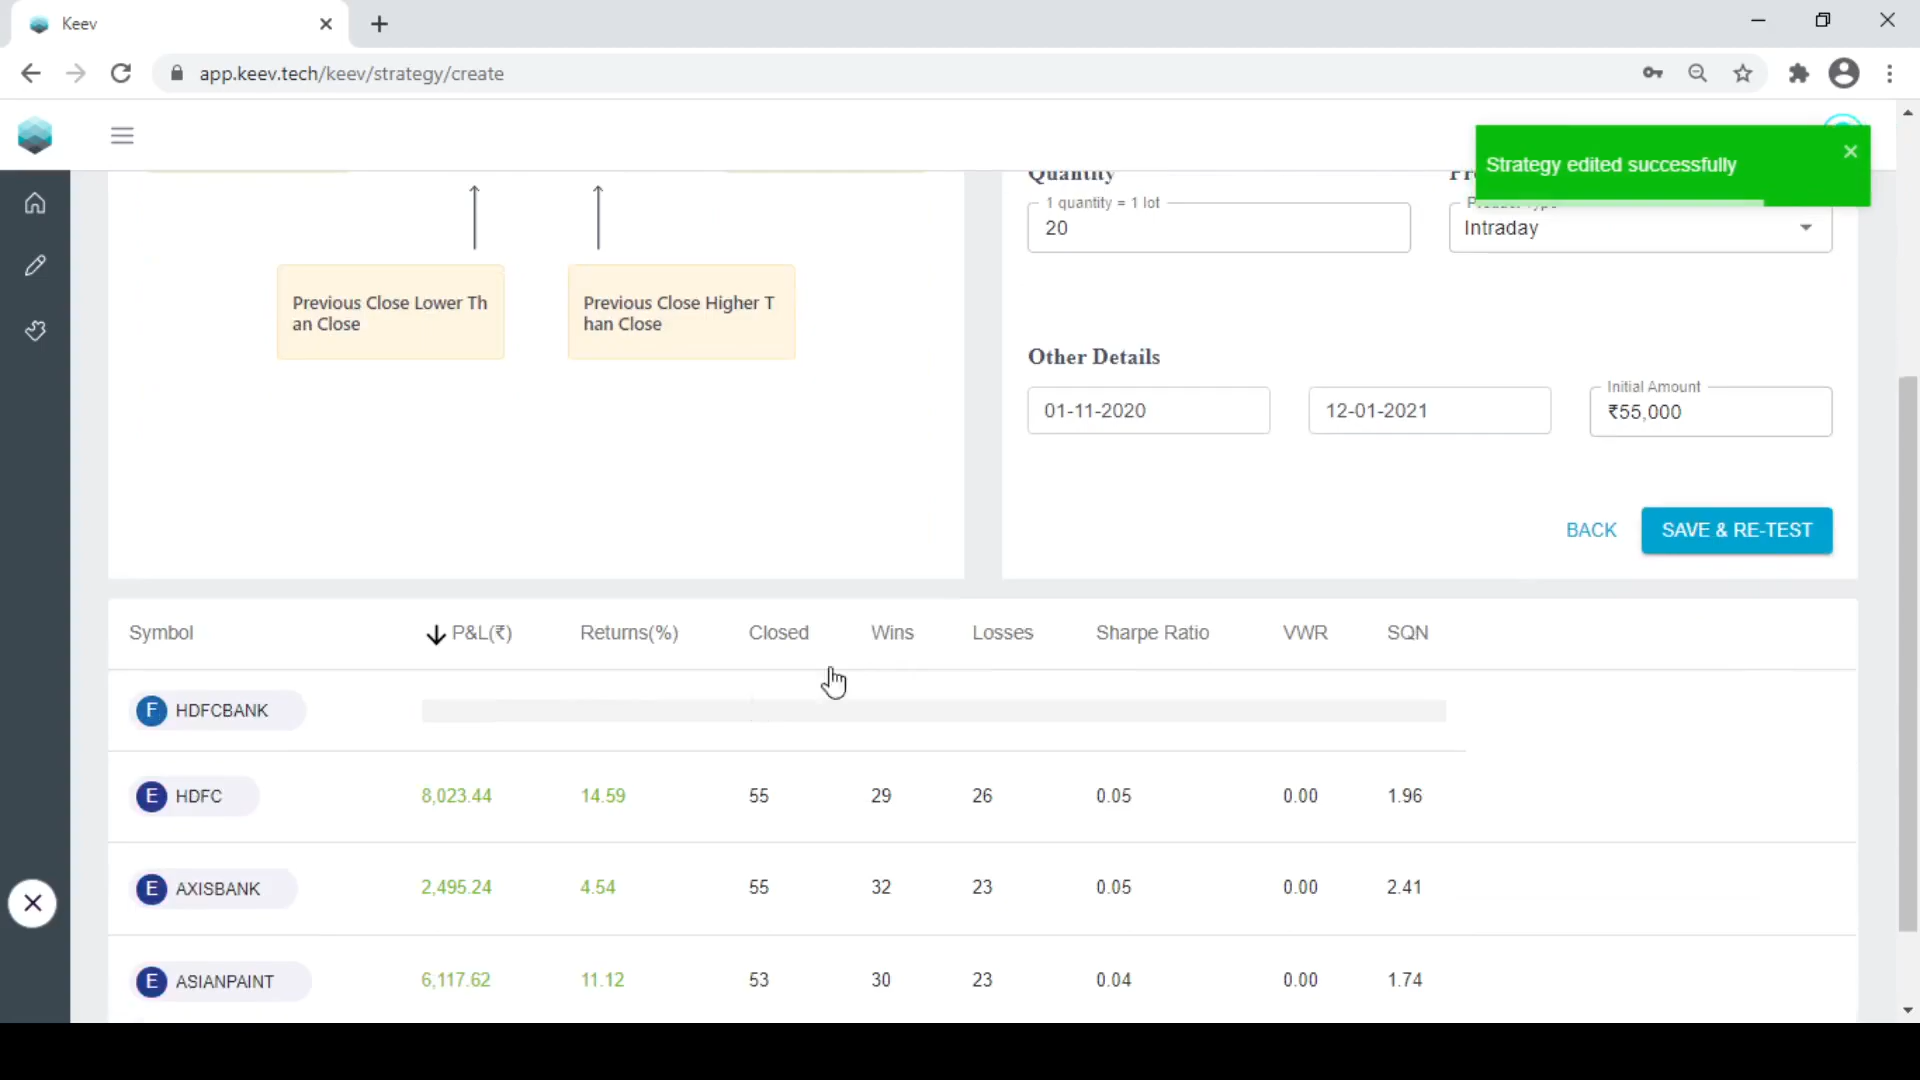 Keev
app.keev.tech/keev/strategy/create
Strategy edited successfully
Quantity
1 quantity = 1 lot
20
Product Type
Intraday
Previous Close Lower Th
an Close
Previous Close Higher T
han Close
Other Details
01-11-2020
12-01-2021
Initial Amount
₹55,000
BACK
SAVE & RE-TEST
Symbol P&L(₹) Returns(%) Closed Wins Losses Sharpe Ratio VWR SQN
F HDFCBANK
E HDFC 8,023.44 14.59 55 29 26 0.05 0.00 1.96
E AXISBANK 2,495.24 4.54 55 32 23 0.05 0.00 2.41
E ASIANPAINT 6,117.62 11.12 53 30 23 0.04 0.00 1.74